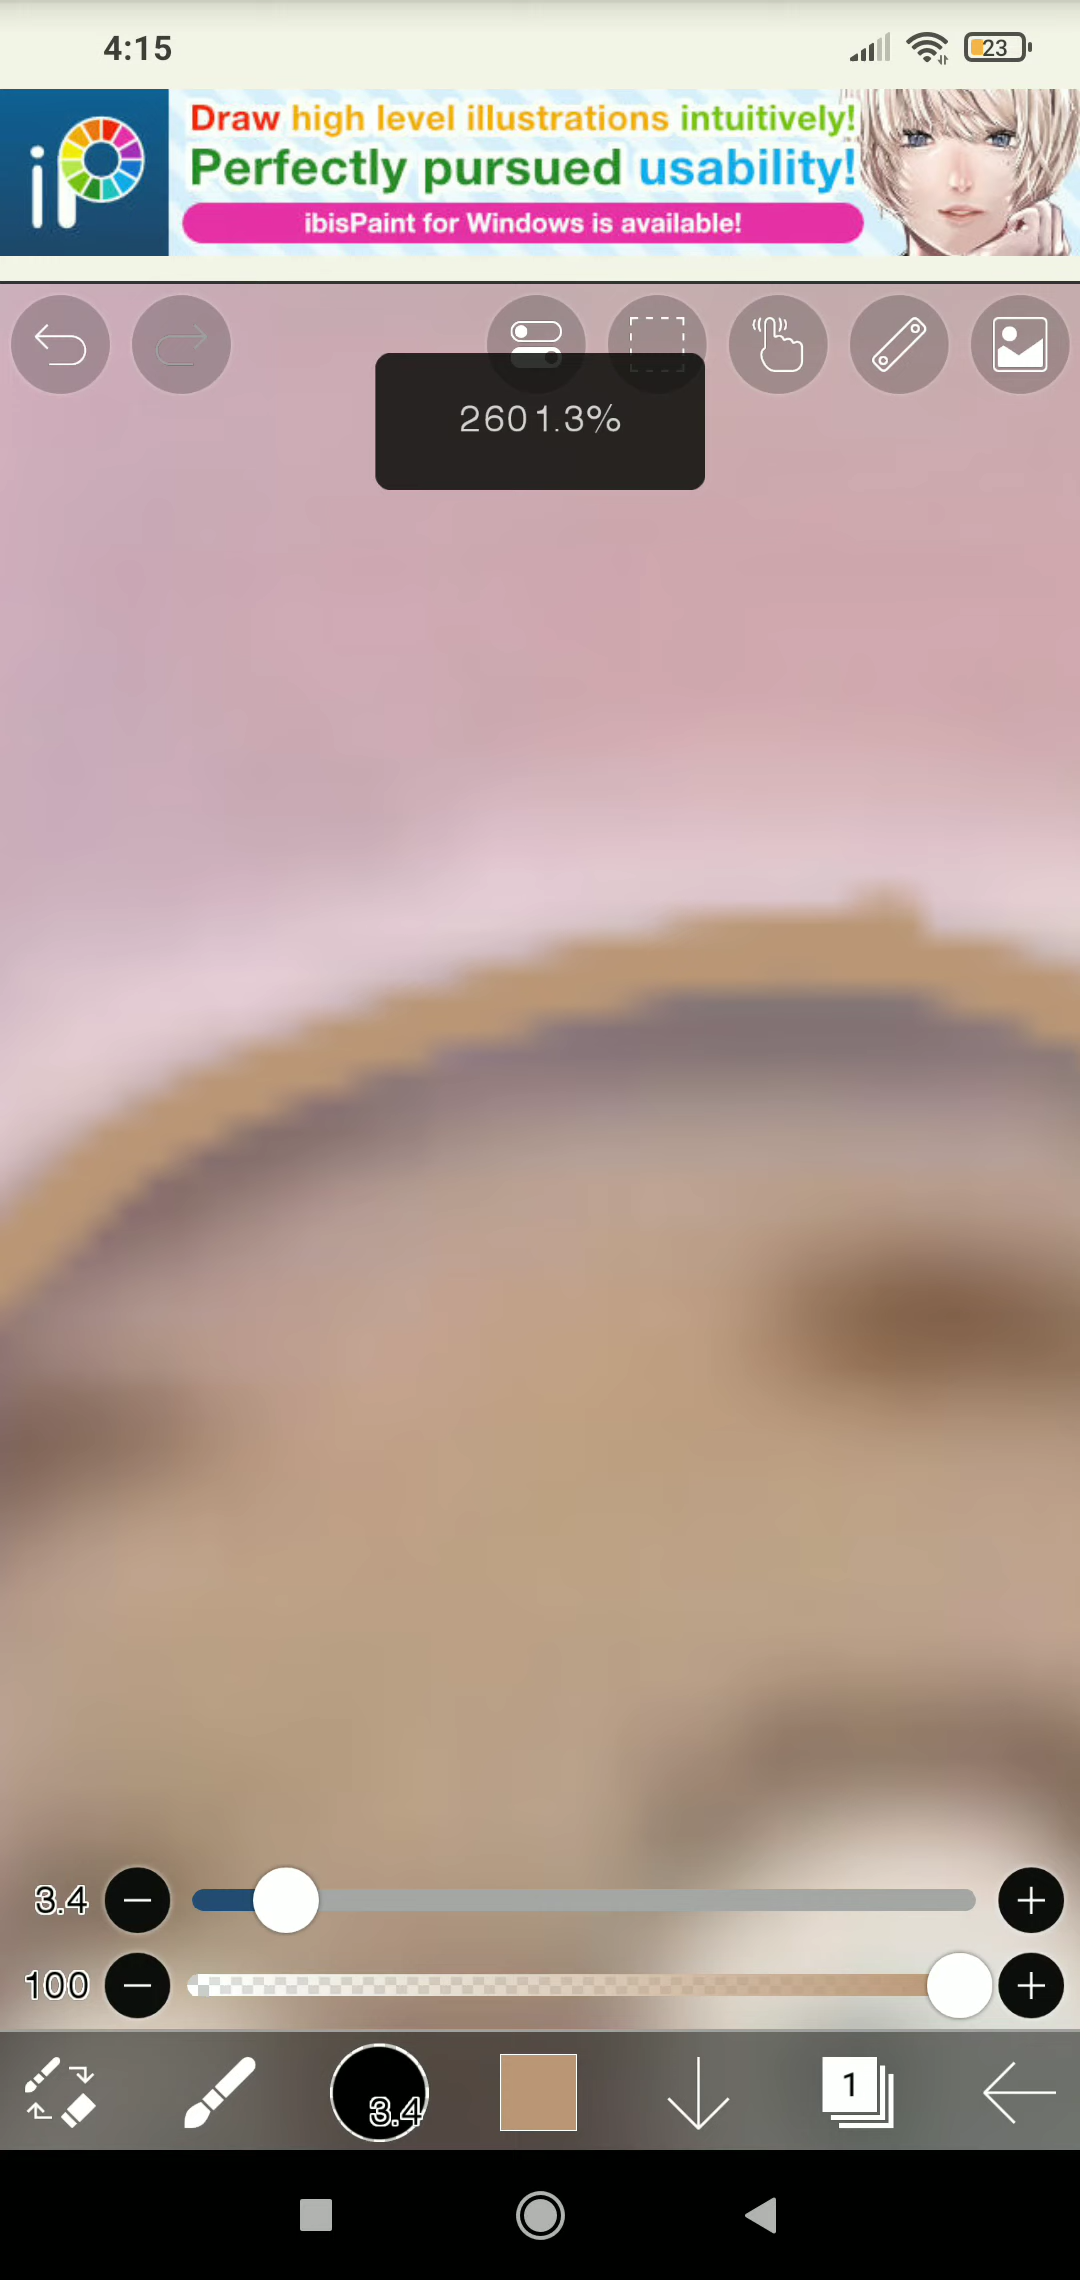 4:15
23
iP
Draw high level illustrations intuitively!
Perfectly pursued usability!
ibisPaint for Windows is available!
2601.3%
3.4
100
3.4
1